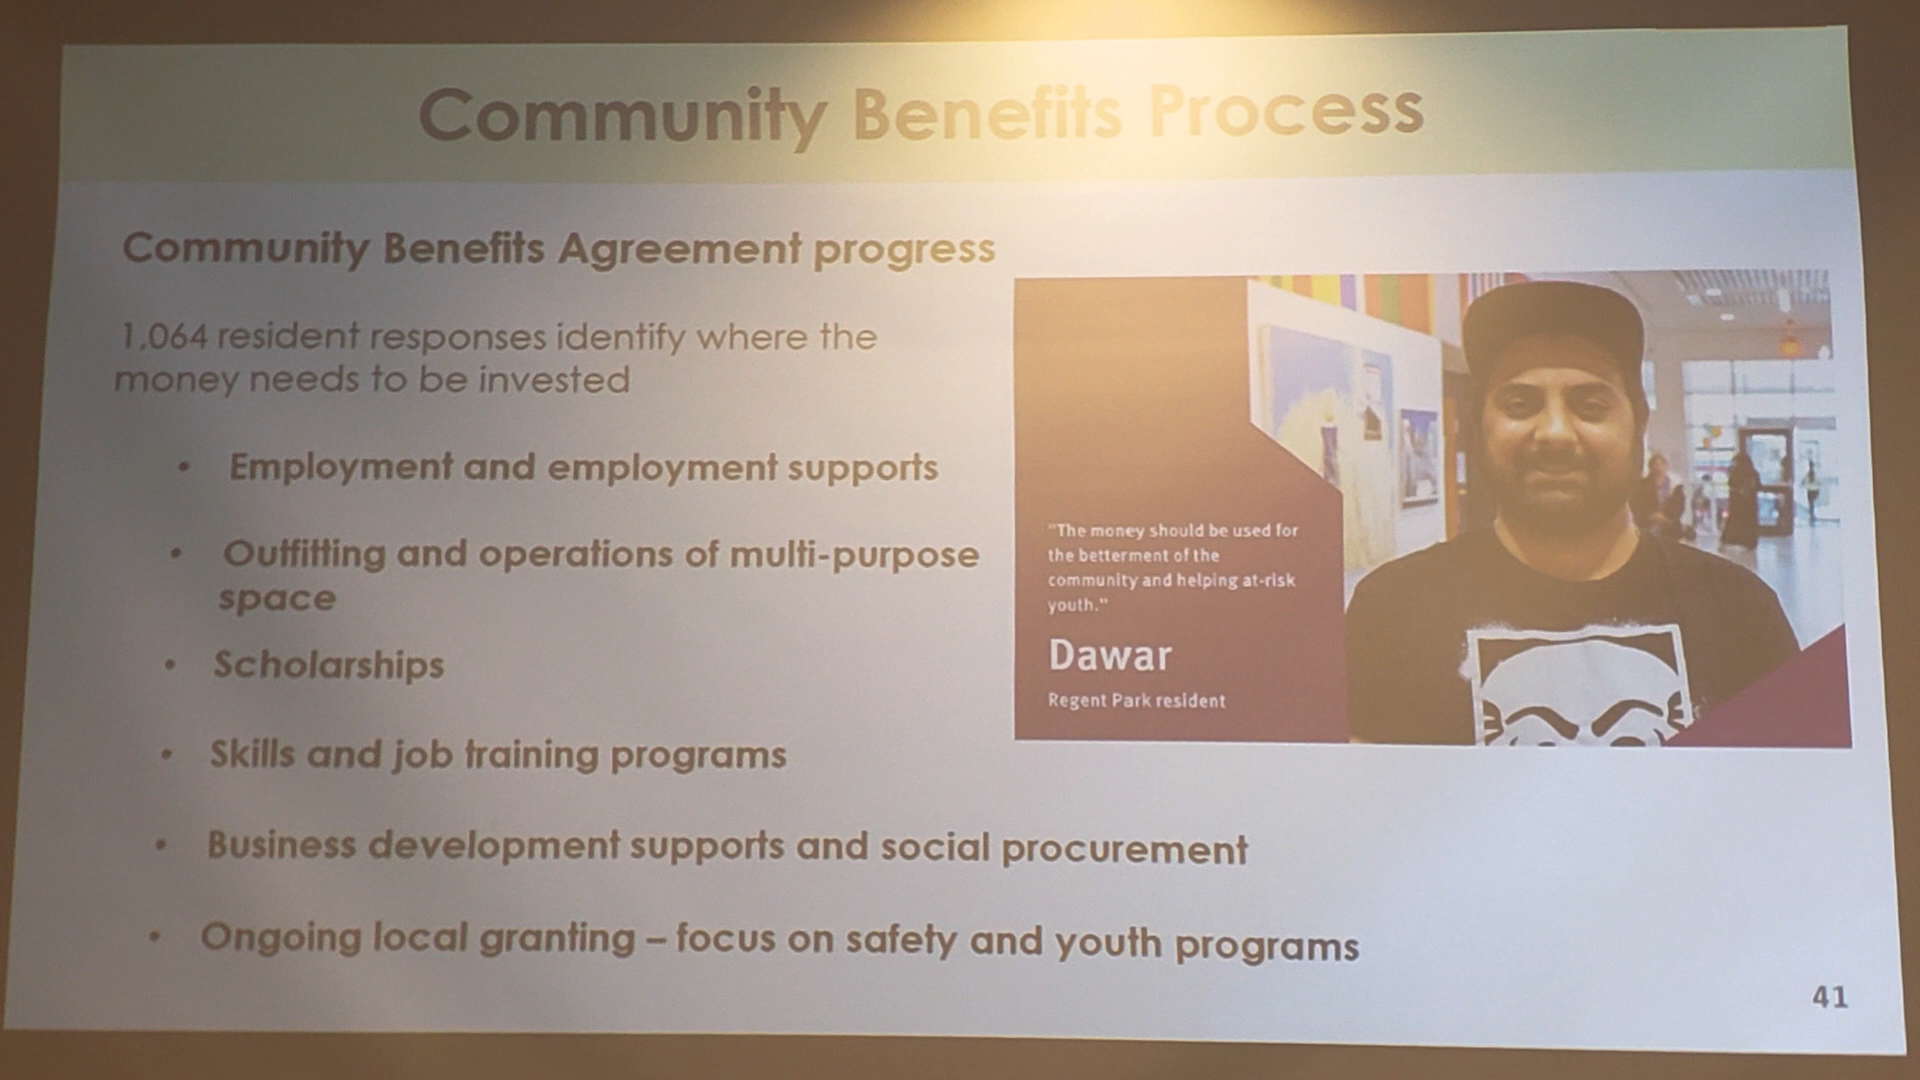 Community Benefits Process
Community Benefits Agreement progress
1,064 resident responses identify where the
money needs to be invested
• Employment and employment supports
• Outfitting and operations of multi-purpose
space
• Scholarships
• Skills and job training programs
• Business development supports and social procurement
• Ongoing local granting – focus on safety and youth programs
"The money should be used for
the betterment of the
community and helping at-risk
youth."
Dawar
Regent Park resident
41